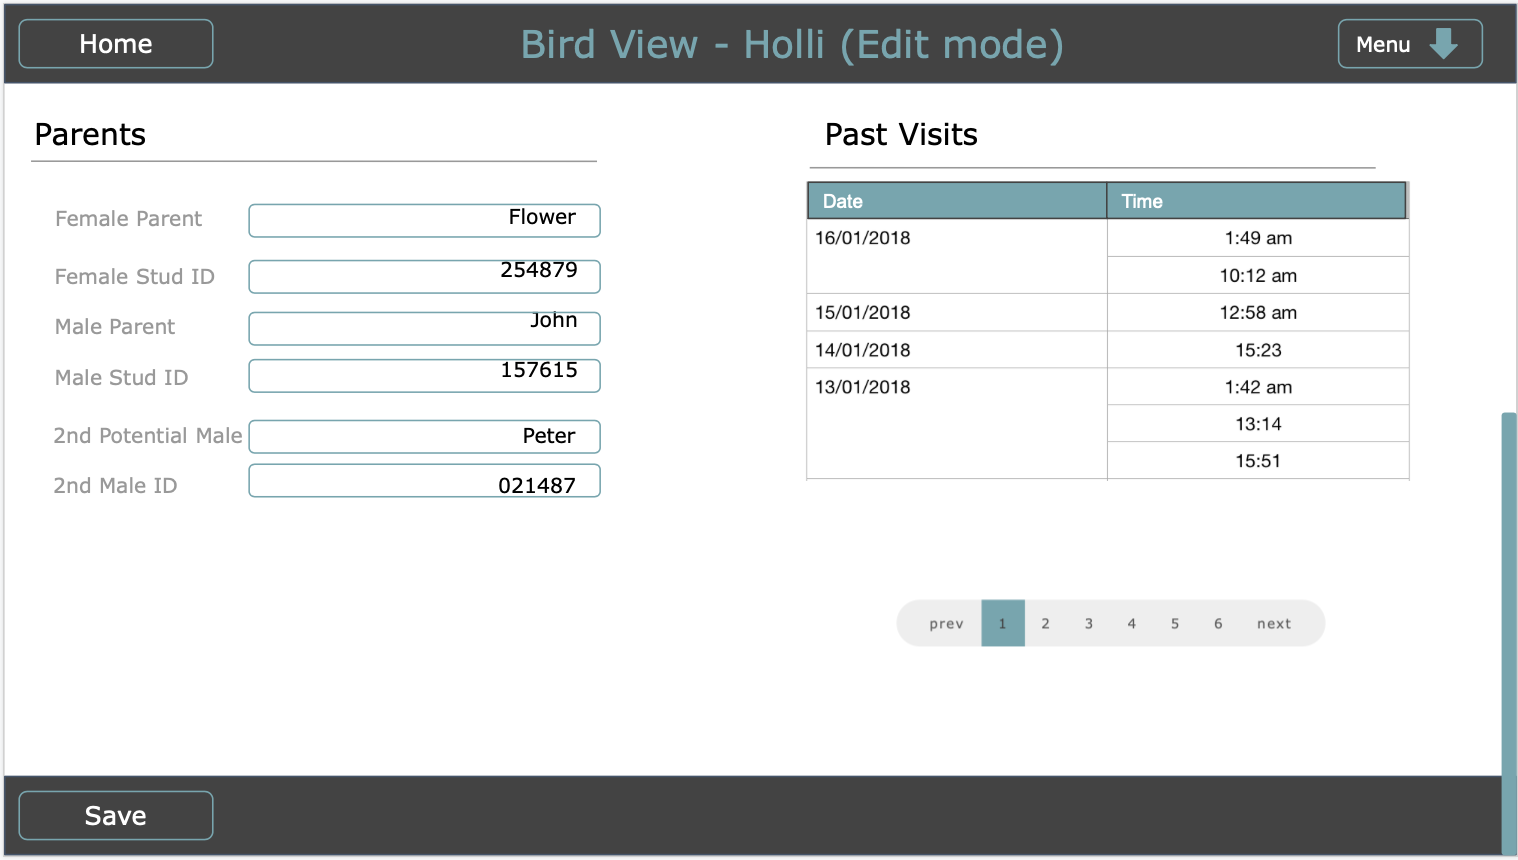 Home
Bird View - Holli (Edit mode)
Menu
Parents
Female Parent Flower
Female Stud ID 254879
Male Parent John
Male Stud ID 157615
2nd Potential Male Peter
2nd Male ID 021487
Past Visits
Date Time
16/01/2018 1:49 am
10:12 am
15/01/2018 12:58 am
14/01/2018 15:23
13/01/2018 1:42 am
13:14
15:51
prev 1 2 3 4 5 6 next
Save